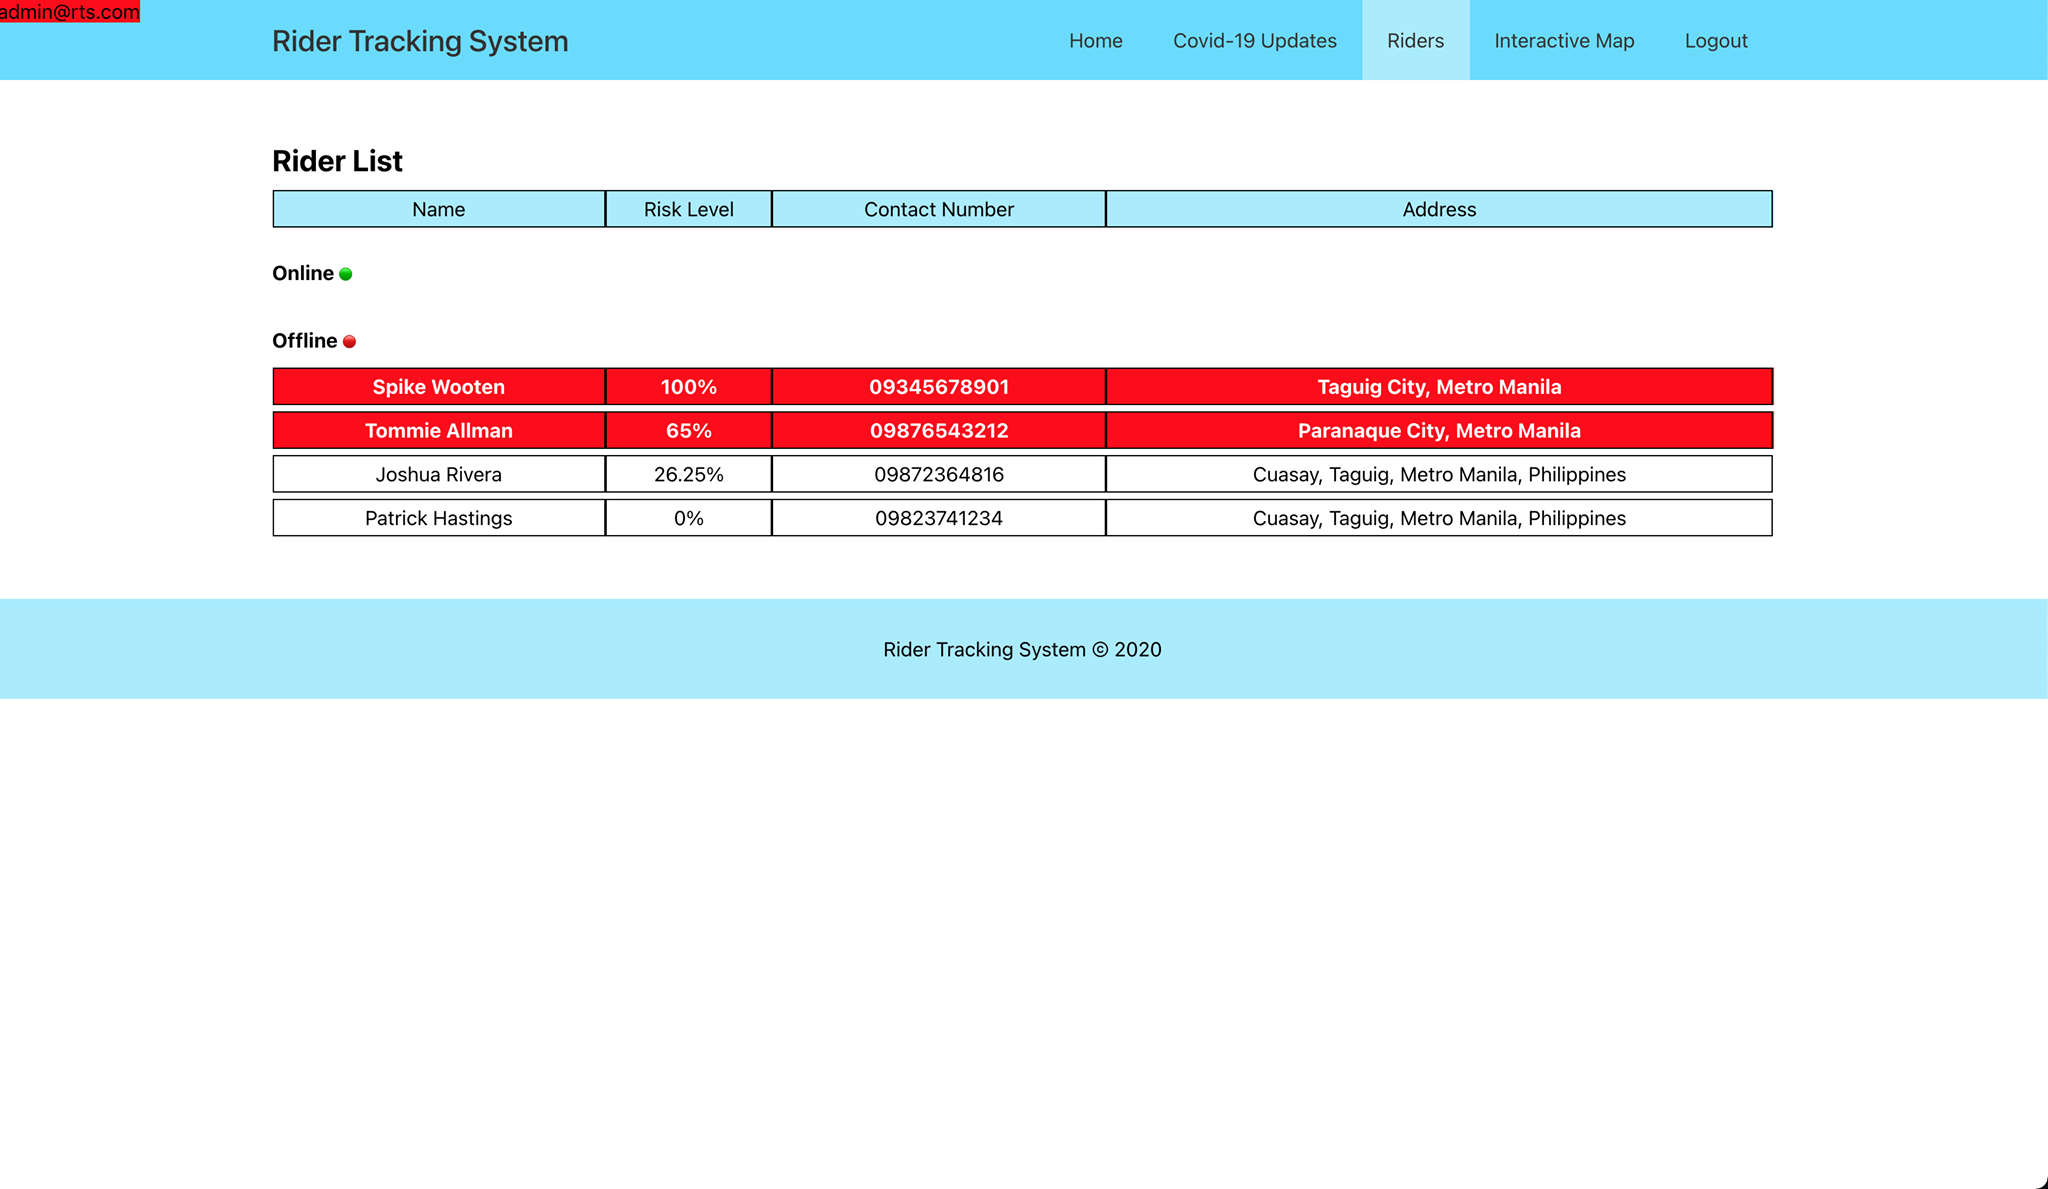 admin@rts.com
Rider Tracking System Home Covid-19 Updates Riders Interactive Map Logout
Rider List
Name Risk Level Contact Number Address
Online
Offline
Spike Wooten 100% 09345678901 Taguig City, Metro Manila
Tommie Allman 65% 09876543212 Paranaque City, Metro Manila
Joshua Rivera 26.25% 09872364816 Cuasay, Taguig, Metro Manila, Philippines
Patrick Hastings 0% 09823741234 Cuasay, Taguig, Metro Manila, Philippines
Rider Tracking System © 2020